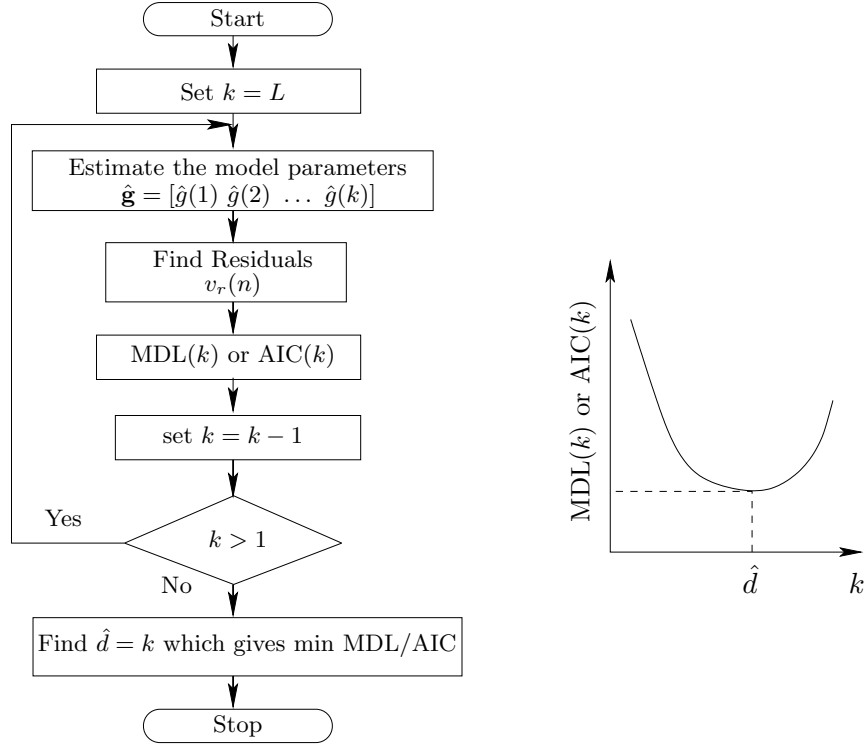 Start
Set k = L
Estimate the model parameters
𝐠̂ = [ĝ(1) ĝ(2) … ĝ(k)]
Find Residuals
vᵣ(n)
MDL(k) or AIC(k)
set k = k − 1
Yes
k > 1
No
Find d̂ = k which gives min MDL/AIC
Stop
MDL(k) or AIC(k)
d̂
k